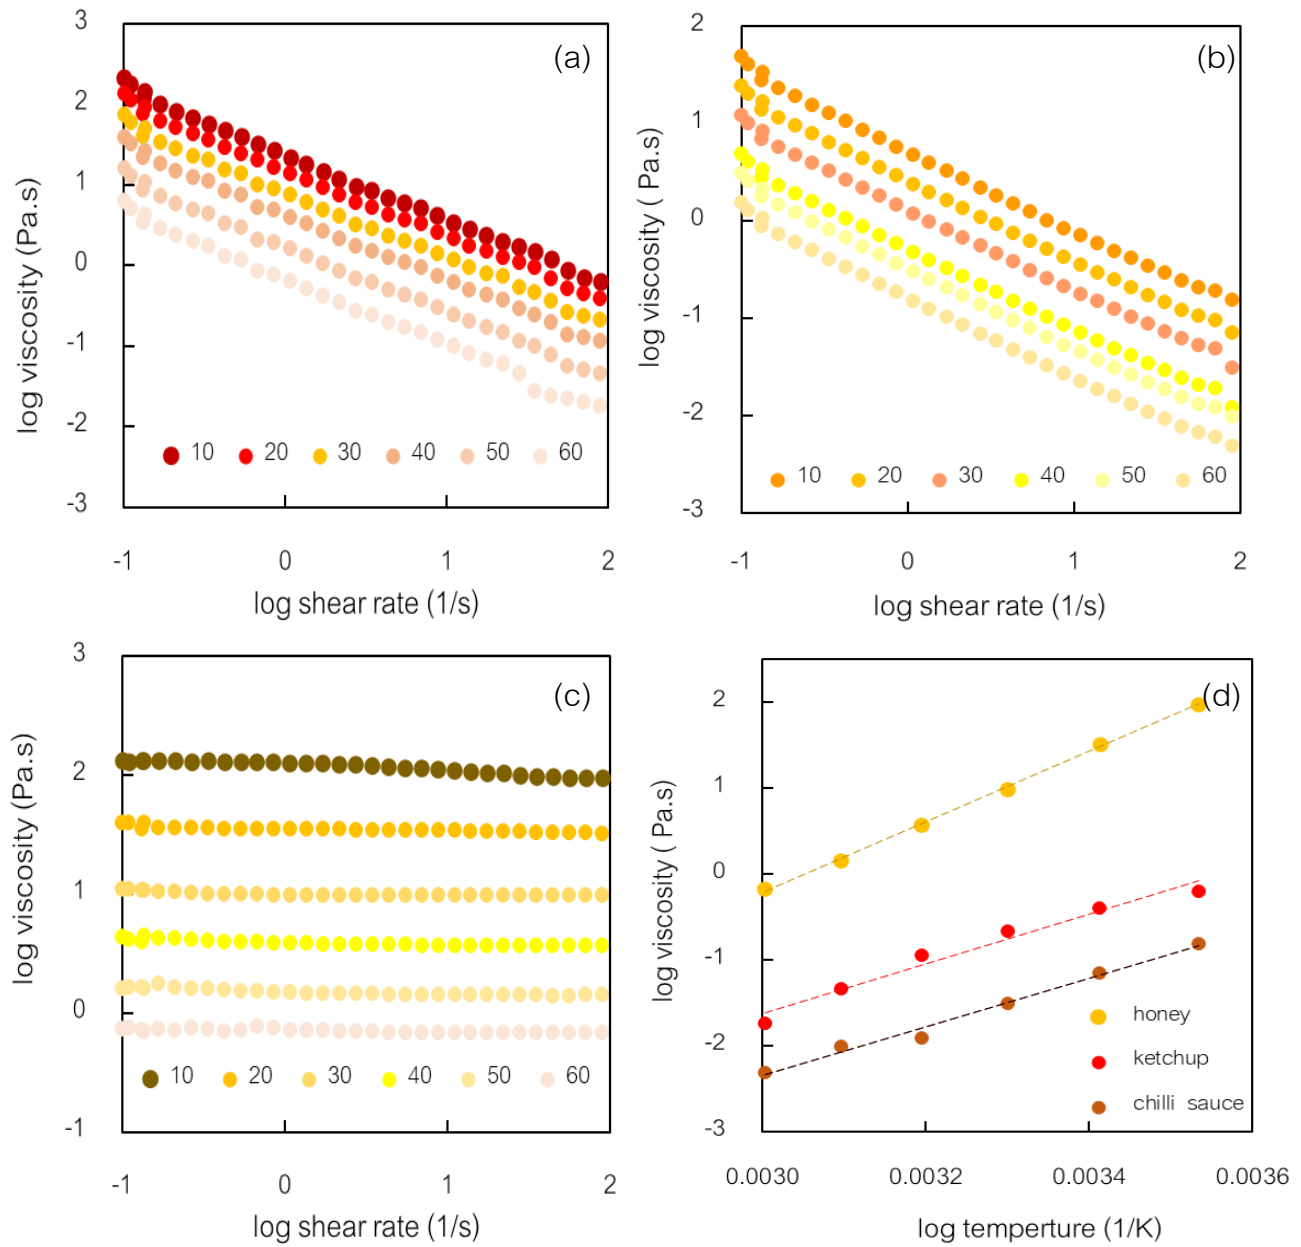 3
2
1
0
-1
-2
-3
log viscosity (Pa.s)
(a)
10 20 30 40 50 60
-1 0 1 2
log shear rate (1/s)
2
1
0
-1
-2
-3
log viscosity ( Pa.s)
(b)
10 20 30 40 50 60
-1 0 1 2
log shear rate (1/s)
3
2
1
0
-1
log viscosity (Pa.s)
(c)
10 20 30 40 50 60
-1 0 1 2
log shear rate (1/s)
2
1
0
-1
-2
-3
log viscosity ( Pa.s)
(d)
honey
ketchup
chilli sauce
0.0030 0.0032 0.0034 0.0036
log temperture (1/K)